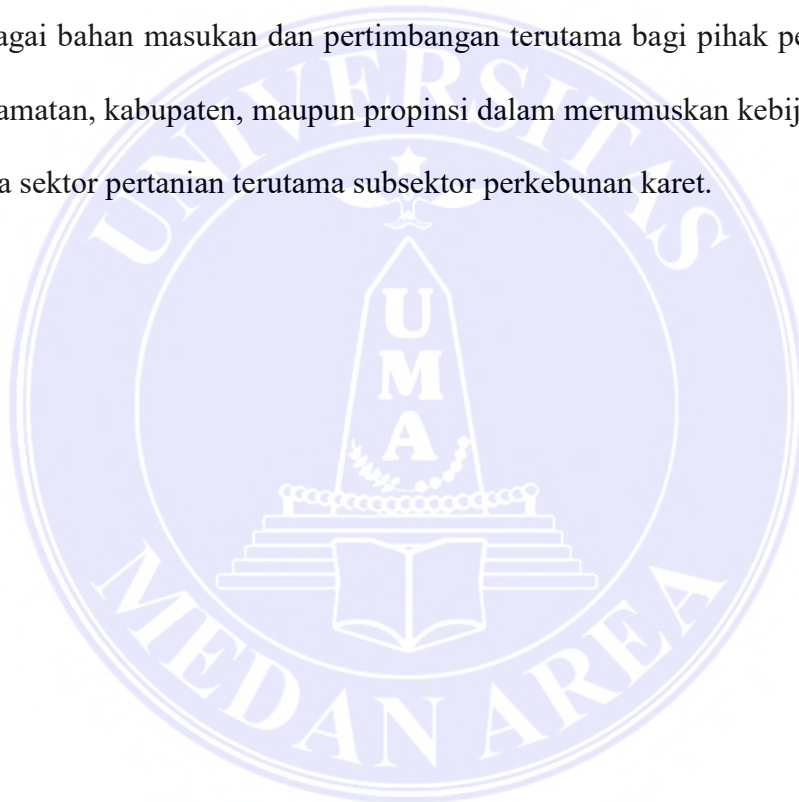 agai bahan masukan dan pertimbangan terutama bagi pihak pe
amatan, kabupaten, maupun propinsi dalam merumuskan kebij
a sektor pertanian terutama subsektor perkebunan karet.
UNIVERSITAS
U
M
A
MEDAN AREA